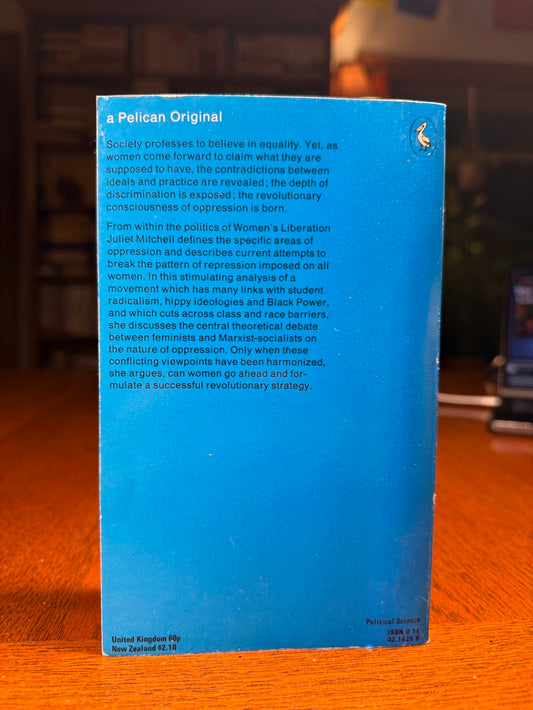 a Pelican Original
Society professes to believe in equality. Yet, as
women come forward to claim what they are
supposed to have, the contradictions between
ideals and practice are revealed; the depth of
discrimination is exposed; the revolutionary
consciousness of oppression is born.
From within the politics of Women's Liberation
Juliet Mitchell defines the specific areas of
oppression and describes current attempts to
break the pattern of repression imposed on all
women. In this stimulating analysis of a
movement which has many links with student
radicalism, hippy ideologies and Black Power,
and which cuts across class and race barriers,
she discusses the central theoretical debate
between feminists and Marxist-socialists on
the nature of oppression. Only when these
conflicting viewpoints have been harmonized,
she argues, can women go ahead and for-
mulate a successful revolutionary strategy.
United Kingdom 60p
New Zealand $2.10
Political Science
ISBN 0 14
02.1426 8